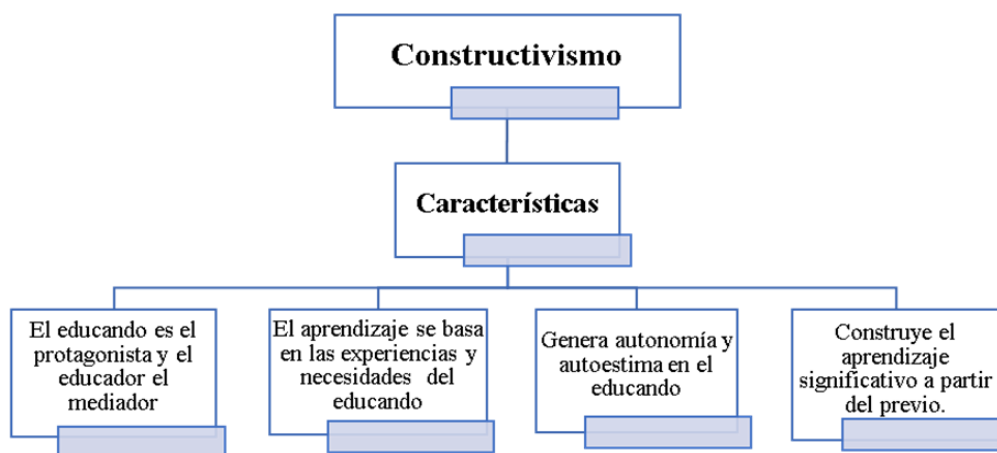 Constructivismo
Característícas
El educando es el
protagonista y el
educador el
mediador
El aprendizaje se basa
en las experiencias y
necesidades del
educando
Genera autonomía y
autoestima en el
educando
Construye el
aprendizaje
significativo a partir
del previo.